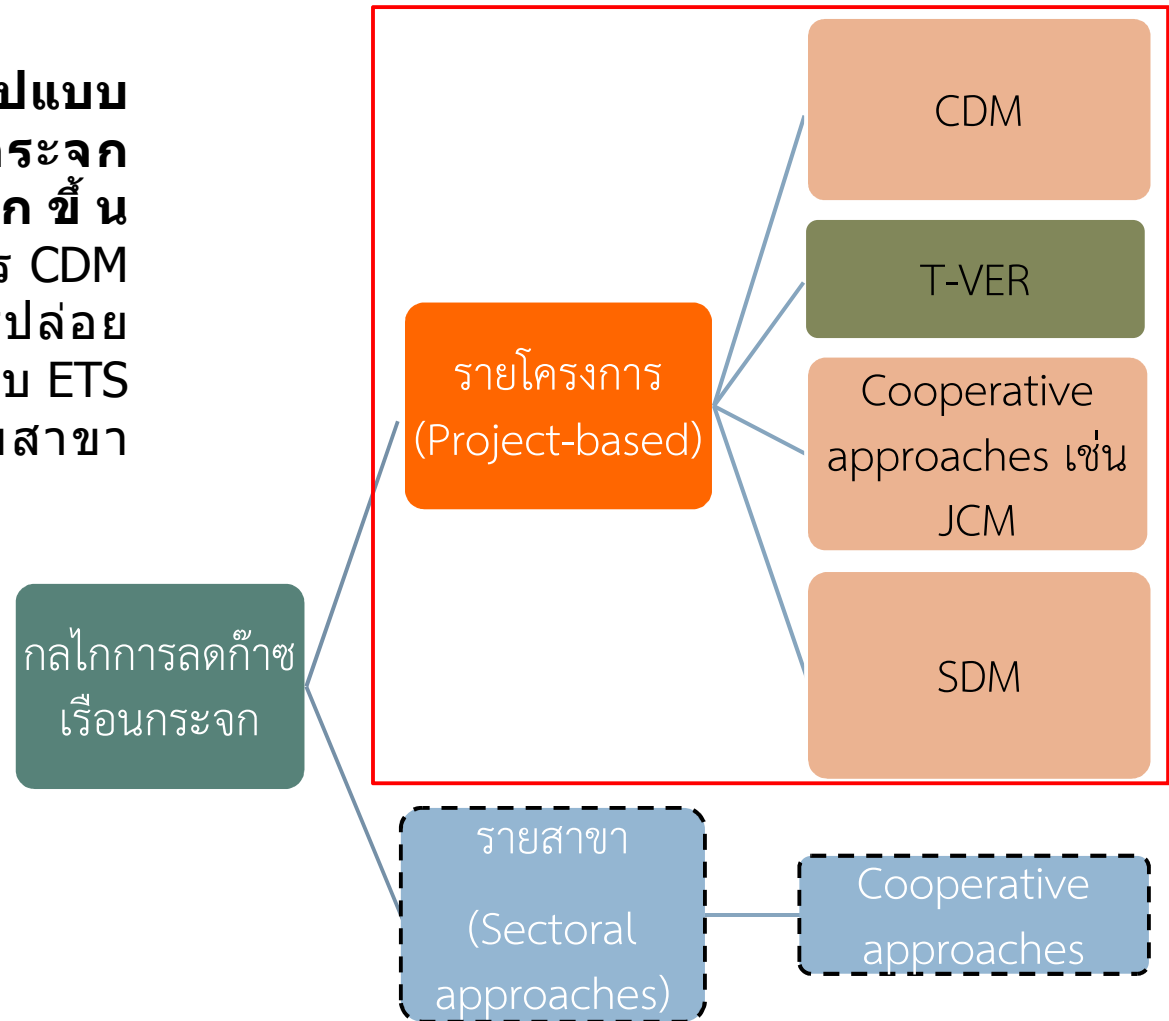 ปแบบ
ระจก
ก ขึ้ น
ร CDM
ปล่อย
บ ETS
สาขา
CDM
T-VER
รายโครงการ
(Project-based)
Cooperative
approaches เช่น
JCM
SDM
กลไกการลดก๊าซ
เรือนกระจก
รายสาขา
(Sectoral
approaches)
Cooperative
approaches